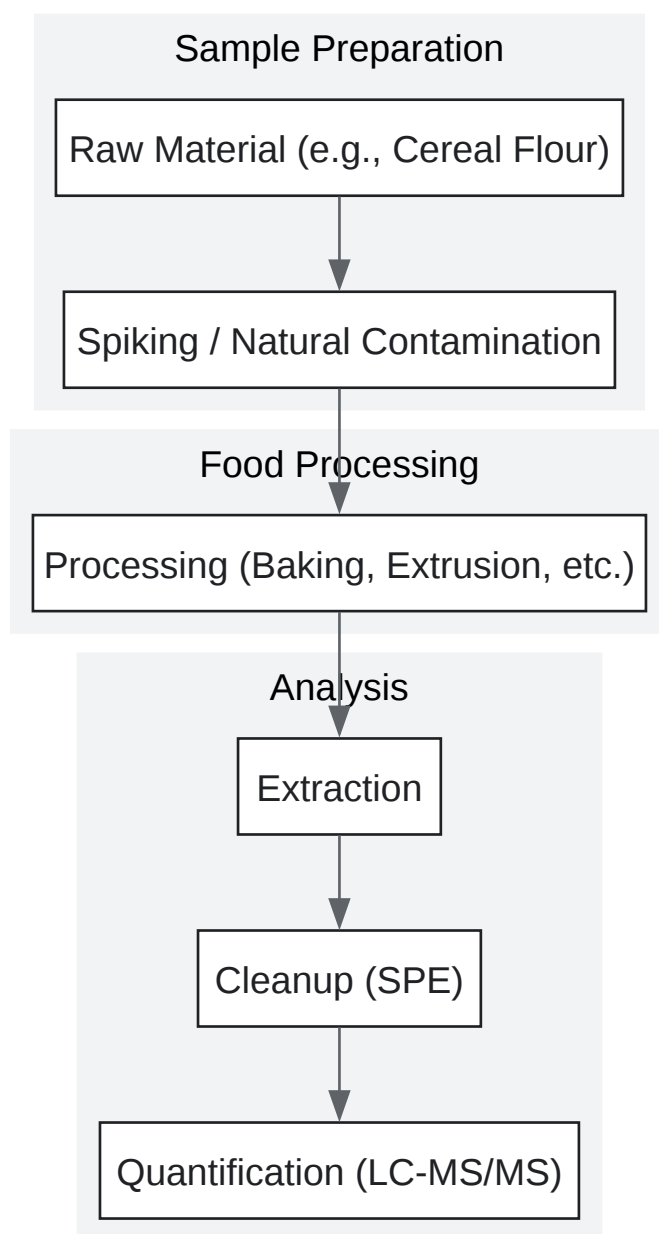 Sample Preparation
Raw Material (e.g., Cereal Flour)
Spiking / Natural Contamination
Food Processing
Processing (Baking, Extrusion, etc.)
Analysis
Extraction
Cleanup (SPE)
Quantification (LC-MS/MS)